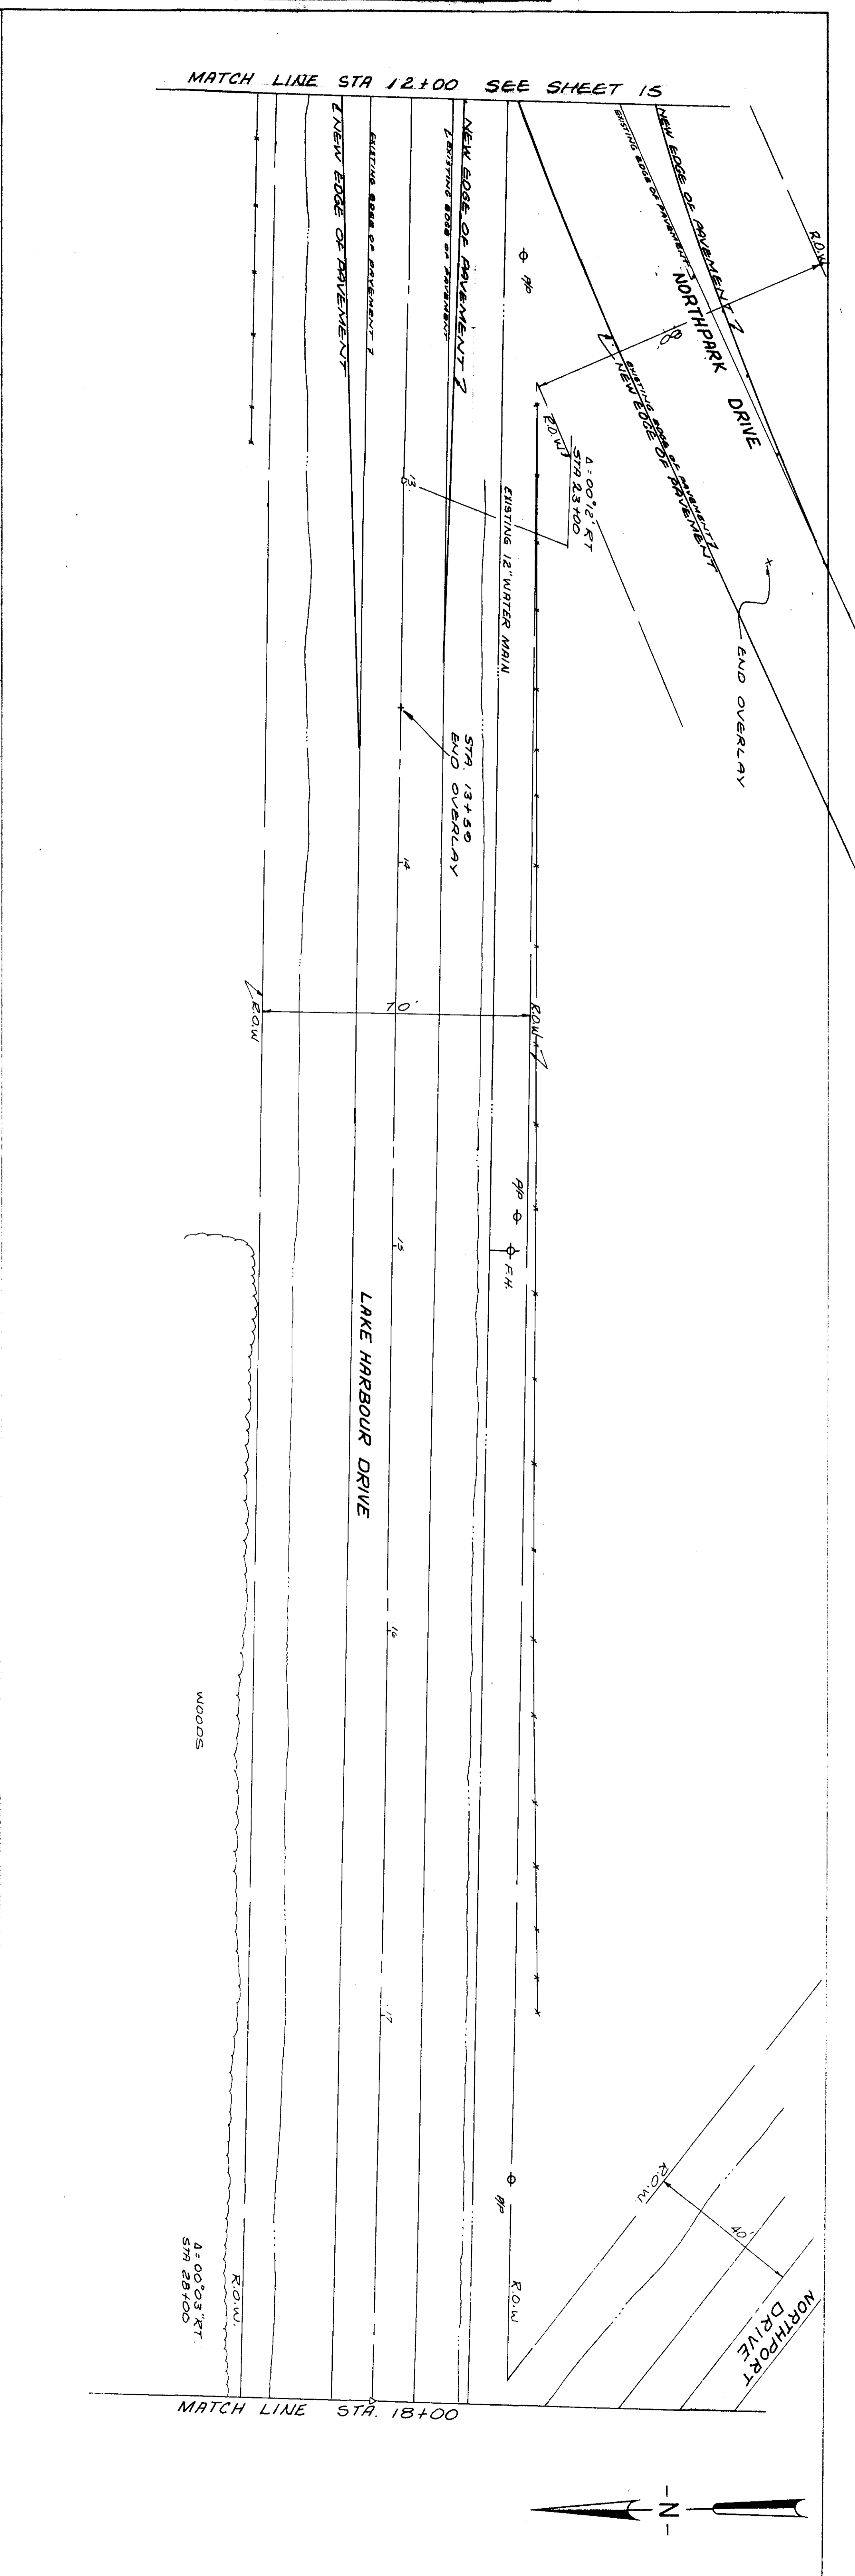 MATCH LINE STA 12+00 SEE SHEET 15
NEW EDGE OF PAVEMENT
EXISTING EDGE OF PAVEMENT
NEW EDGE OF PAVEMENT
EXISTING EDGE OF PAVEMENT
P/P
NEW EDGE OF PAVEMENT
EXISTING EDGE OF PAVEMENT
NORTHPARK DRIVE
R.O.W
80'
EXISTING EDGE OF PAVEMENT
NEW EDGE OF PAVEMENT
R.O.W
Δ=00°12' RT
STA 23+00
13
EXISTING 12" WATER MAIN
END OVERLAY
STA. 13+59
END OVERLAY
14
R.O.W
70'
R.O.W
P/P
F.H.
15
LAKE HARBOUR DRIVE
16
WOODS
17
P/P
R.O.W
40'
NORTHPORT
DRIVE
R.O.W
R.O.W.
Δ=00°03' RT
STA 28+00
MATCH LINE STA. 18+00
-N-